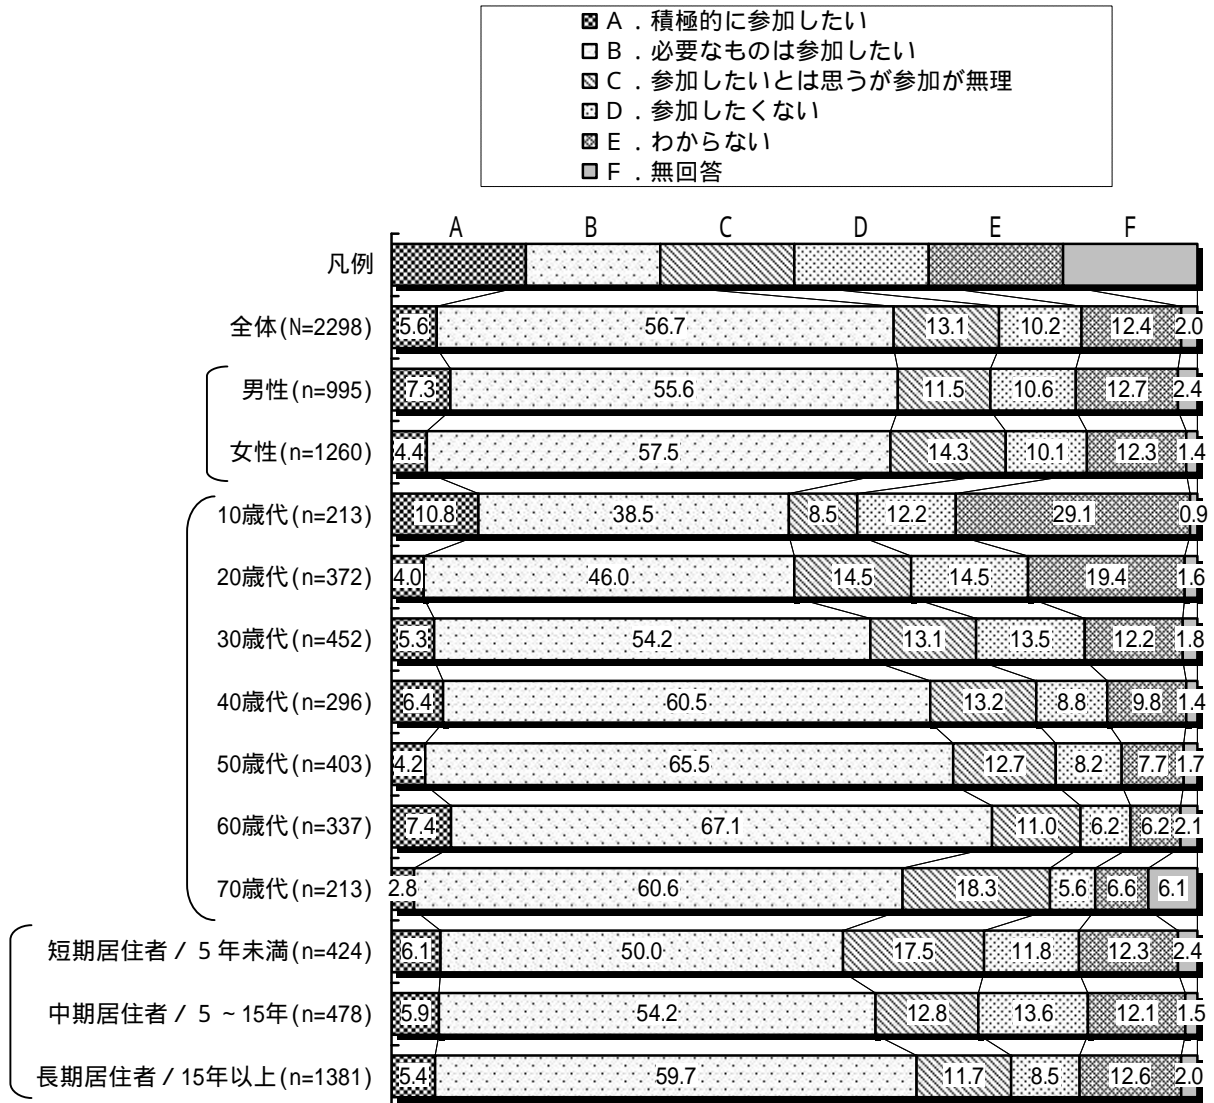 A．積極的に参加したい
B．必要なものは参加したい
C．参加したいとは思うが参加が無理
D．参加したくない
E．わからない
F．無回答
A B C D E F
凡例
全体(N=2298) 5.6 56.7 13.1 10.2 12.4 2.0
男性(n=995) 7.3 55.6 11.5 10.6 12.7 2.4
女性(n=1260) 4.4 57.5 14.3 10.1 12.3 1.4
10歳代(n=213) 10.8 38.5 8.5 12.2 29.1 0.9
20歳代(n=372) 4.0 46.0 14.5 14.5 19.4 1.6
30歳代(n=452) 5.3 54.2 13.1 13.5 12.2 1.8
40歳代(n=296) 6.4 60.5 13.2 8.8 9.8 1.4
50歳代(n=403) 4.2 65.5 12.7 8.2 7.7 1.7
60歳代(n=337) 7.4 67.1 11.0 6.2 6.2 2.1
70歳代(n=213) 2.8 60.6 18.3 5.6 6.6 6.1
短期居住者/５年未満(n=424) 6.1 50.0 17.5 11.8 12.3 2.4
中期居住者/５~15年(n=478) 5.9 54.2 12.8 13.6 12.1 1.5
長期居住者/15年以上(n=1381) 5.4 59.7 11.7 8.5 12.6 2.0